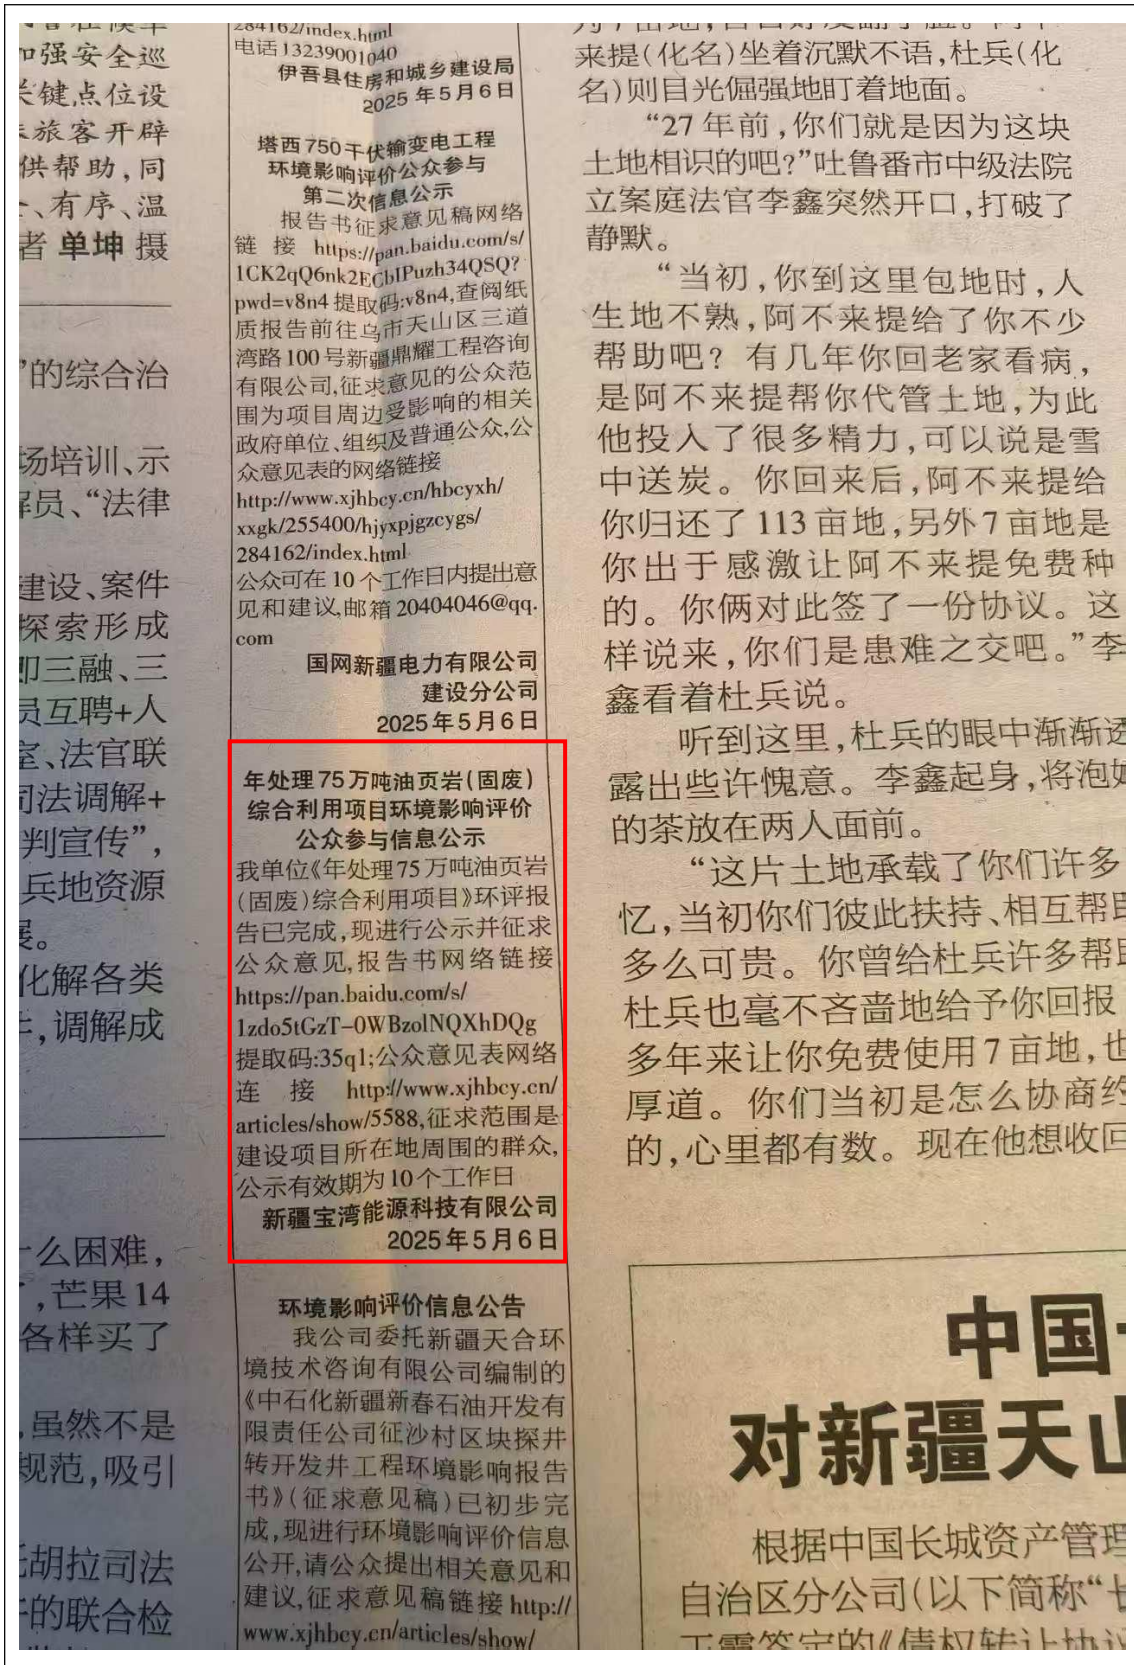 加强安全巡
关键点位设
旅客开辟
供帮助,同
、有序、温
者 单坤 摄
”的综合治
场培训、示
解员、“法律
建设、案件
探索形成
即三融、三
员互聘+人
室、法官联
司法调解+
判宣传”,
兵地资源
展。
化解各类
,调解成
什么困难,
,芒果14
各样买了
,虽然不是
规范,吸引
托胡拉司法
的联合检
284162/index.html
电话13239001040
伊吾县住房和城乡建设局
2025年5月6日
塔西750千伏输变电工程
环境影响评价公众参与
第二次信息公示
报告书征求意见稿网络
链接 https://pan.baidu.com/s/
1CK2qQ6nk2ECbIPuzh34QSQ?
pwd=v8n4提取码:v8n4,查阅纸
质报告前往乌市天山区三道
湾路100号新疆鼎耀工程咨询
有限公司,征求意见的公众范
围为项目周边受影响的相关
政府单位、组织及普通公众,公
众意见表的网络链接
http://www.xjhbcy.cn/hbcyxh/
xxgk/255400/hjyxpjgzcygs/
284162/index.html
公众可在10个工作日内提出意
见和建议,邮箱20404046@qq.
com
国网新疆电力有限公司
建设分公司
2025年5月6日
年处理75万吨油页岩(固废)
综合利用项目环境影响评价
公众参与信息公示
我单位《年处理75万吨油页岩
(固废)综合利用项目》环评报
告已完成,现进行公示并征求
公众意见,报告书网络链接
https://pan.baidu.com/s/
1zdo5tGzT-0WBzolNQXhDQg
提取码:35q1;公众意见表网络
连接 http://www.xjhbcy.cn/
articles/show/5588,征求范围是
建设项目所在地周围的群众,
公示有效期为10个工作日
新疆宝湾能源科技有限公司
2025年5月6日
环境影响评价信息公告
我公司委托新疆天合环
境技术咨询有限公司编制的
《中石化新疆新春石油开发有
限责任公司征沙村区块探井
转开发井工程环境影响报告
书》(征求意见稿)已初步完
成,现进行环境影响评价信息
公开,请公众提出相关意见和
建议,征求意见稿链接http://
www.xjhbcy.cn/articles/show/
来提(化名)坐着沉默不语,杜兵(化
名)则目光倔强地盯着地面。
“27年前,你们就是因为这块
土地相识的吧?”吐鲁番市中级法院
立案庭法官李鑫突然开口,打破了
静默。
“当初,你到这里包地时,人
生地不熟,阿不来提给了你不少
帮助吧? 有几年你回老家看病,
是阿不来提帮你代管土地,为此
他投入了很多精力,可以说是雪
中送炭。你回来后,阿不来提给
你归还了113亩地,另外7亩地是
你出于感激让阿不来提免费种
的。你俩对此签了一份协议。这
样说来,你们是患难之交吧。”李
鑫看着杜兵说。
听到这里,杜兵的眼中渐渐透
露出些许愧意。李鑫起身,将泡好
的茶放在两人面前。
“这片土地承载了你们许多
忆,当初你们彼此扶持、相互帮助
多么可贵。你曾给杜兵许多帮助
杜兵也毫不吝啬地给予你回报
多年来让你免费使用7亩地,也
厚道。你们当初是怎么协商约
的,心里都有数。现在他想收回
中国
对新疆天山
根据中国长城资产管理
自治区分公司(以下简称“长